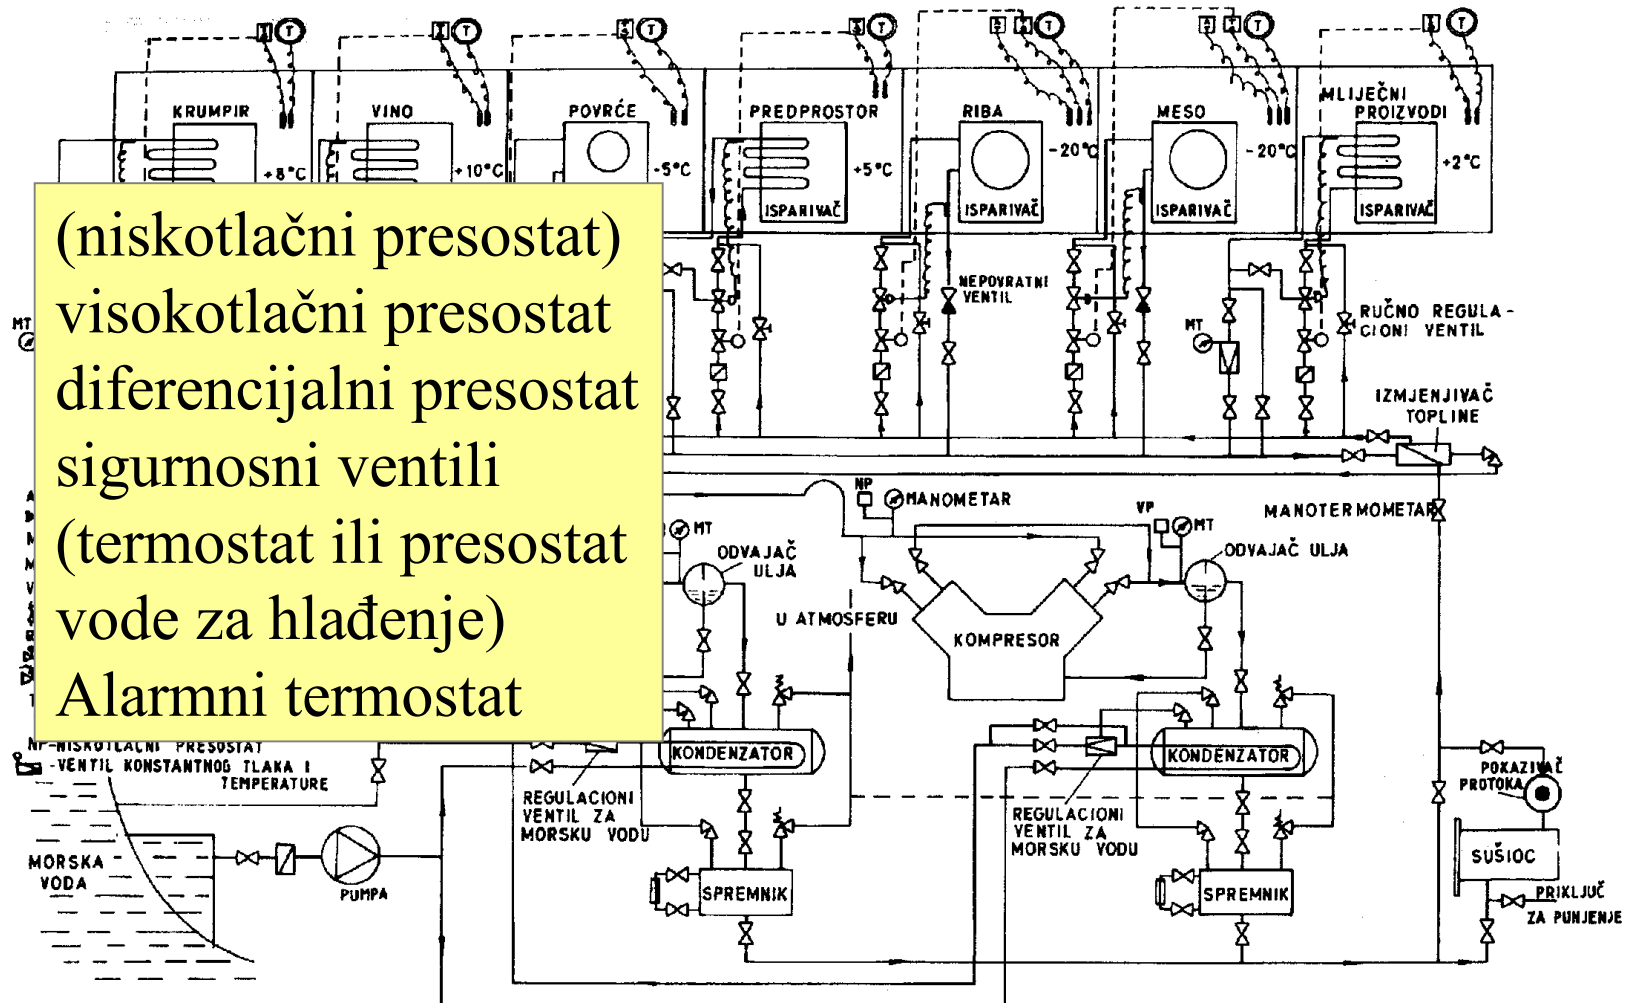 KRUMPIR
VINO
POVRĆE
PREDPROSTOR
RIBA
MESO
MLIJEČNI
PROIZVODI
+8°C
+10°C
-5°C
+5°C
-20°C
-20°C
+2°C
ISPARIVAČ
ISPARIVAČ
ISPARIVAČ
ISPARIVAČ
T
T
T
T
T
T
T
(niskotlačni presostat)
visokotlačni presostat
diferencijalni presostat
sigurnosni ventili
(termostat ili presostat
vode za hlađenje)
Alarmni termostat
NEPOVRATNI
VENTIL
MT
MT
RUČNO REGULA-
CIONI VENTIL
IZMJENJIVAČ
TOPLINE
NP
MANOMETAR
VP
MT
MT
MANOTERMOMETAR
ODVAJAČ
ULJA
ODVAJAČ ULJA
U ATMOSFERU
KOMPRESOR
NP-NISKOTLAČNI PRESOSTAT
-VENTIL KONSTANTNOG TLAKA I
TEMPERATURE
KONDENZATOR
KONDENZATOR
REGULACIONI
VENTIL ZA
MORSKU VODU
REGULACIONI
VENTIL ZA
MORSKU VODU
POKAZIVAČ
PROTOKA
MORSKA
VODA
PUMPA
SPREMNIK
SPREMNIK
SUŠIOC
PRIKLJUČ
ZA PUNJENJE